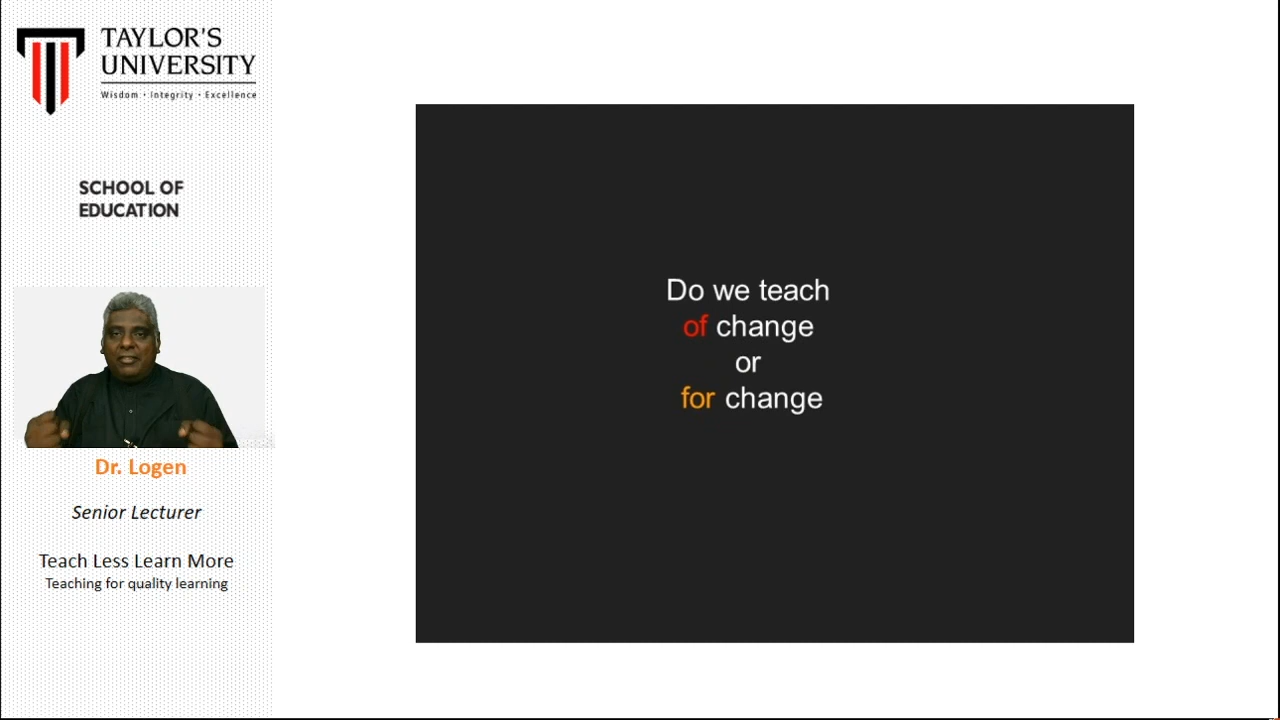 TAYLOR'S
UNIVERSITY
Wisdom · Integrity · Excellence
SCHOOL OF
EDUCATION
Dr. Logen
Senior Lecturer
Teach Less Learn More
Teaching for quality learning
Do we teach
of change
or
for change